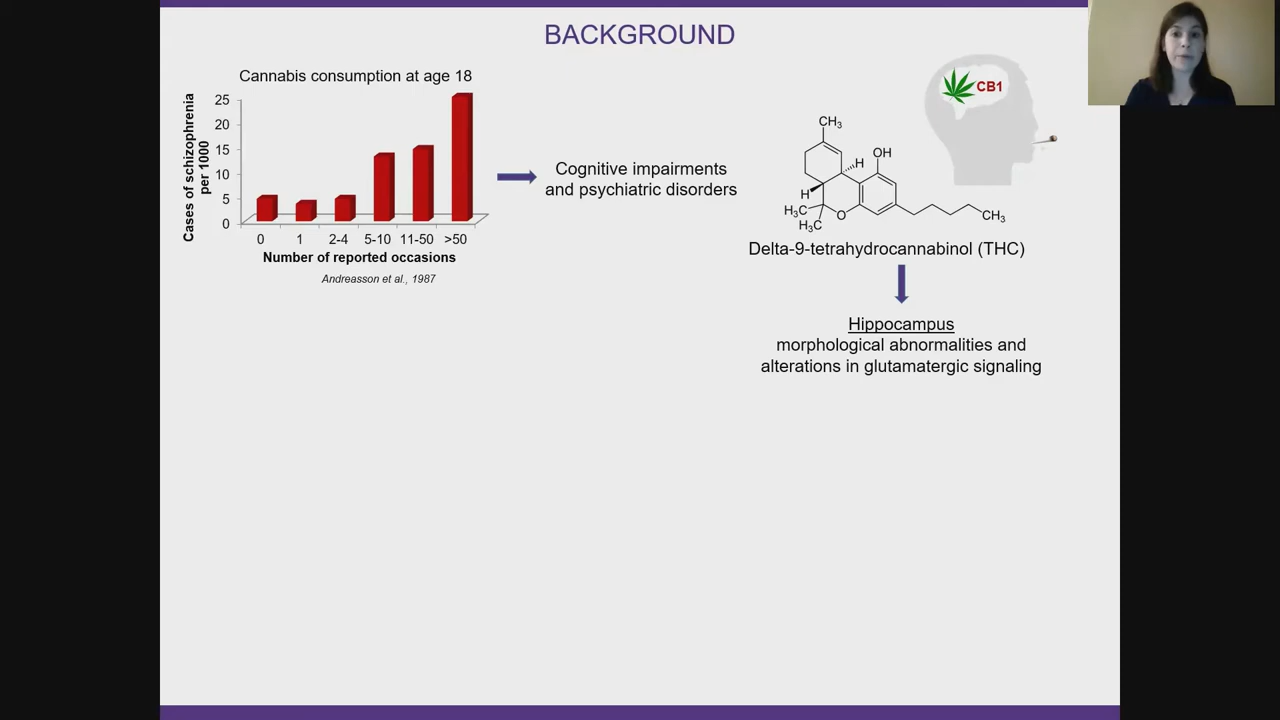 BACKGROUND
Cannabis consumption at age 18
Cases of schizophrenia
per 1000
25
20
15
10
5
0
0 1 2-4 5-10 11-50 >50
Number of reported occasions
Andreasson et al., 1987
Cognitive impairments
and psychiatric disorders
CB1
CH3
OH
H
H
H3C
O
H3C
CH3
Delta-9-tetrahydrocannabinol (THC)
Hippocampus
morphological abnormalities and
alterations in glutamatergic signaling